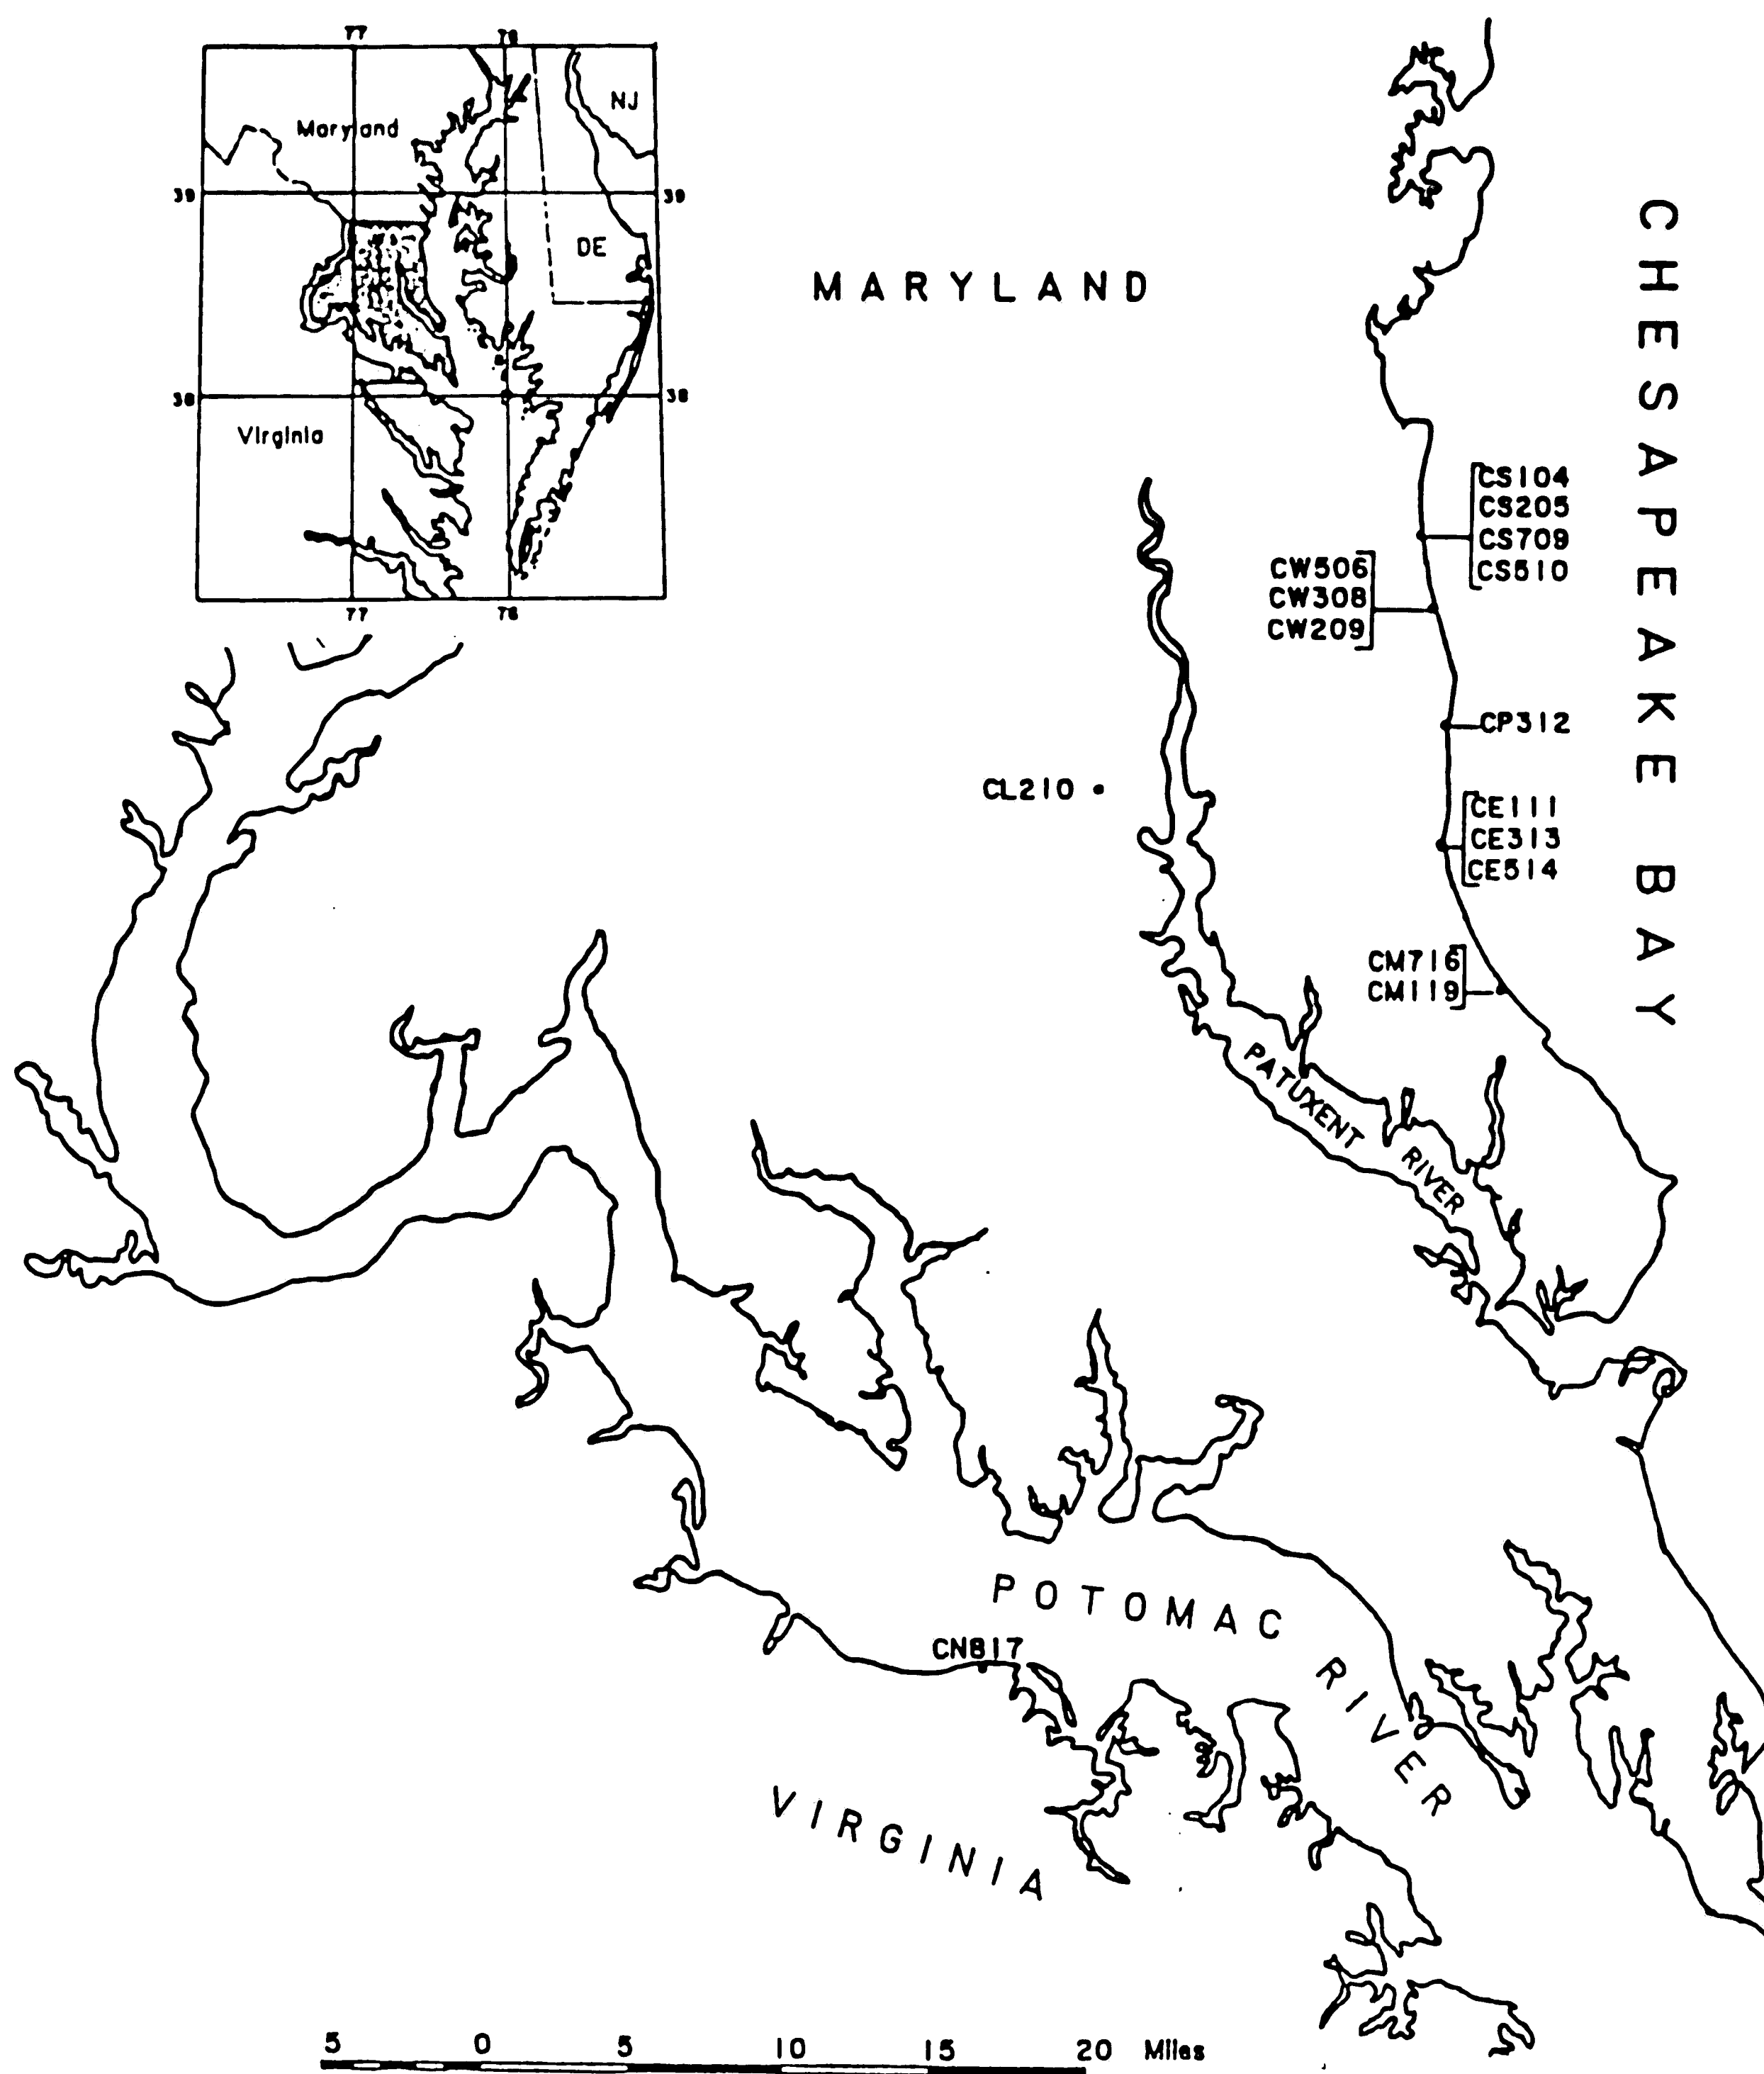 77
76
NJ
Maryland
39
39
DE
38
38
Virginia
77
76
MARYLAND
CHESAPEAKE BAY
CS104
CS205
CS709
CS510
CW506
CW308
CW209
CP312
CL210
CE111
CE313
CE514
CM716
CM119
PATUXENT RIVER
POTOMAC RIVER
CN817
VIRGINIA
5 0 5 10 15 20 Miles